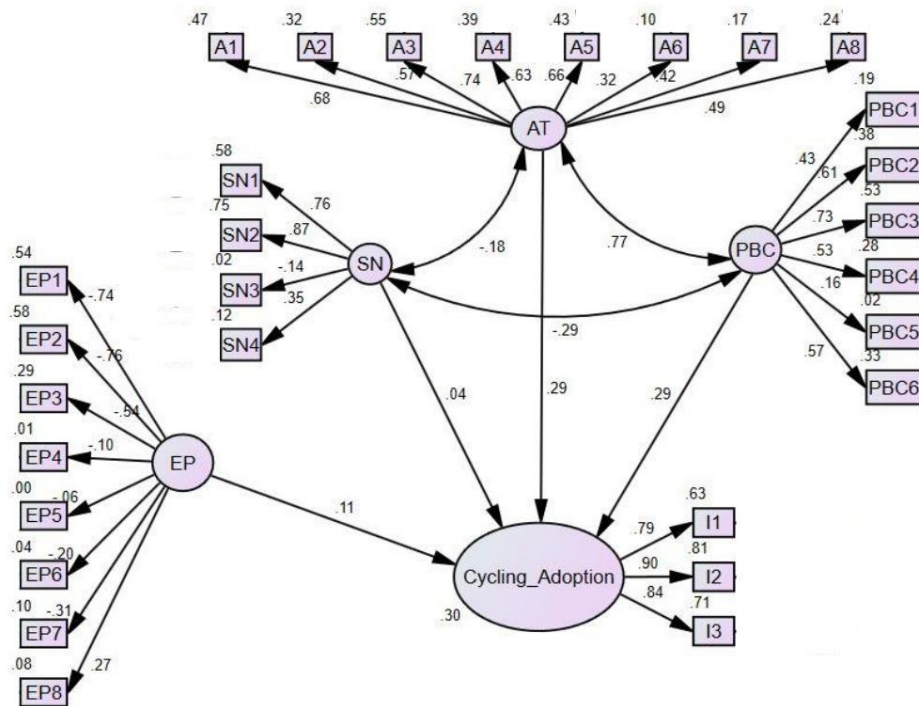 .47 .32 .55 .39 .43 .10 .17 .24
A1 A2 A3 A4 A5 A6 A7 A8
.68 .57 .74 .63 .66 .32 .42 .49
AT
.19
PBC1
.38
PBC2
.53
PBC3
.28
PBC4
.02
PBC5
.33
PBC6
.43
.61
.73
.53
.16
.57
PBC
.58
SN1
.75
SN2
.02
SN3
.12
SN4
.76
.87
-.14
.35
SN
-.18
.77
-.29
.54
EP1
.58
EP2
.29
EP3
.01
EP4
.00
EP5
.04
EP6
.10
EP7
.08
EP8
-.74
-.76
-.54
-.10
-.06
-.20
-.31
.27
EP
.04
.29
.29
.11
Cycling_Adoption
.30
.63
I1
.81
I2
.71
I3
.79
.90
.84